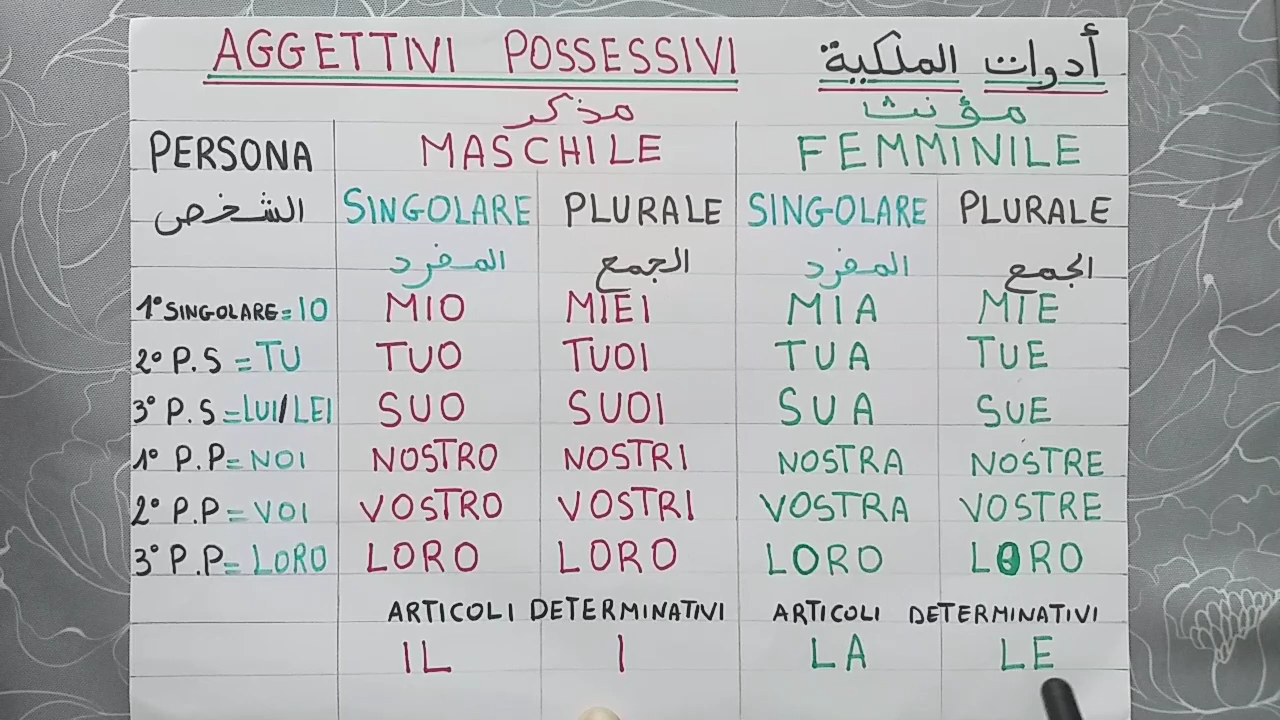 AGGETTIVI POSSESSIVI أدوات الملكية
مذكر مؤنث
PERSONA MASCHILE FEMMINILE
الشخص SINGOLARE PLURALE SINGOLARE PLURALE
المفرد الجمع المفرد الجمع
1° SINGOLARE = IO MIO MIEI MIA MIE
2° P.S = TU TUO TUOI TUA TUE
3° P.S = LUI/LEI SUO SUOI SUA SUE
1° P.P = NOI NOSTRO NOSTRI NOSTRA NOSTRE
2° P.P = VOI VOSTRO VOSTRI VOSTRA VOSTRE
3° P.P = LORO LORO LORO LORO LORO
ARTICOLI DETERMINATIVI ARTICOLI DETERMINATIVI
IL I LA LE